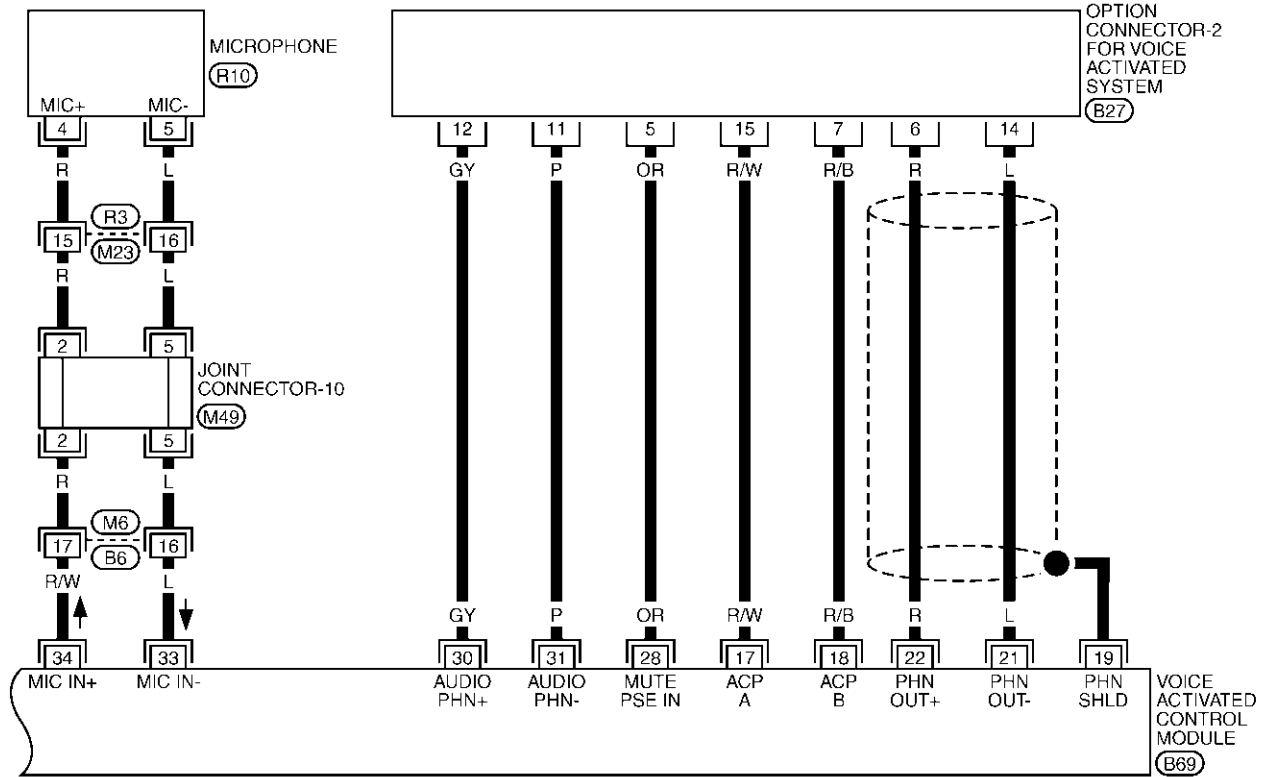 OPTION
CONNECTOR-2
FOR VOICE
ACTIVATED
SYSTEM
B27
MICROPHONE
R10
MIC+ MIC-
4 5
12 11 5 15 7 6 14
R L
GY P OR R/W R/B R L
R3
15 16
M23
R L
2 5
JOINT
CONNECTOR-10
M49
2 5
R L
M6
17 16
B6
R/W L
GY P OR R/W R/B R L
34 33 30 31 28 17 18 22 21 19
MIC IN+ MIC IN- AUDIO AUDIO MUTE ACP ACP PHN PHN PHN
PHN+ PHN- PSE IN A B OUT+ OUT- SHLD
VOICE
ACTIVATED
CONTROL
MODULE
B69